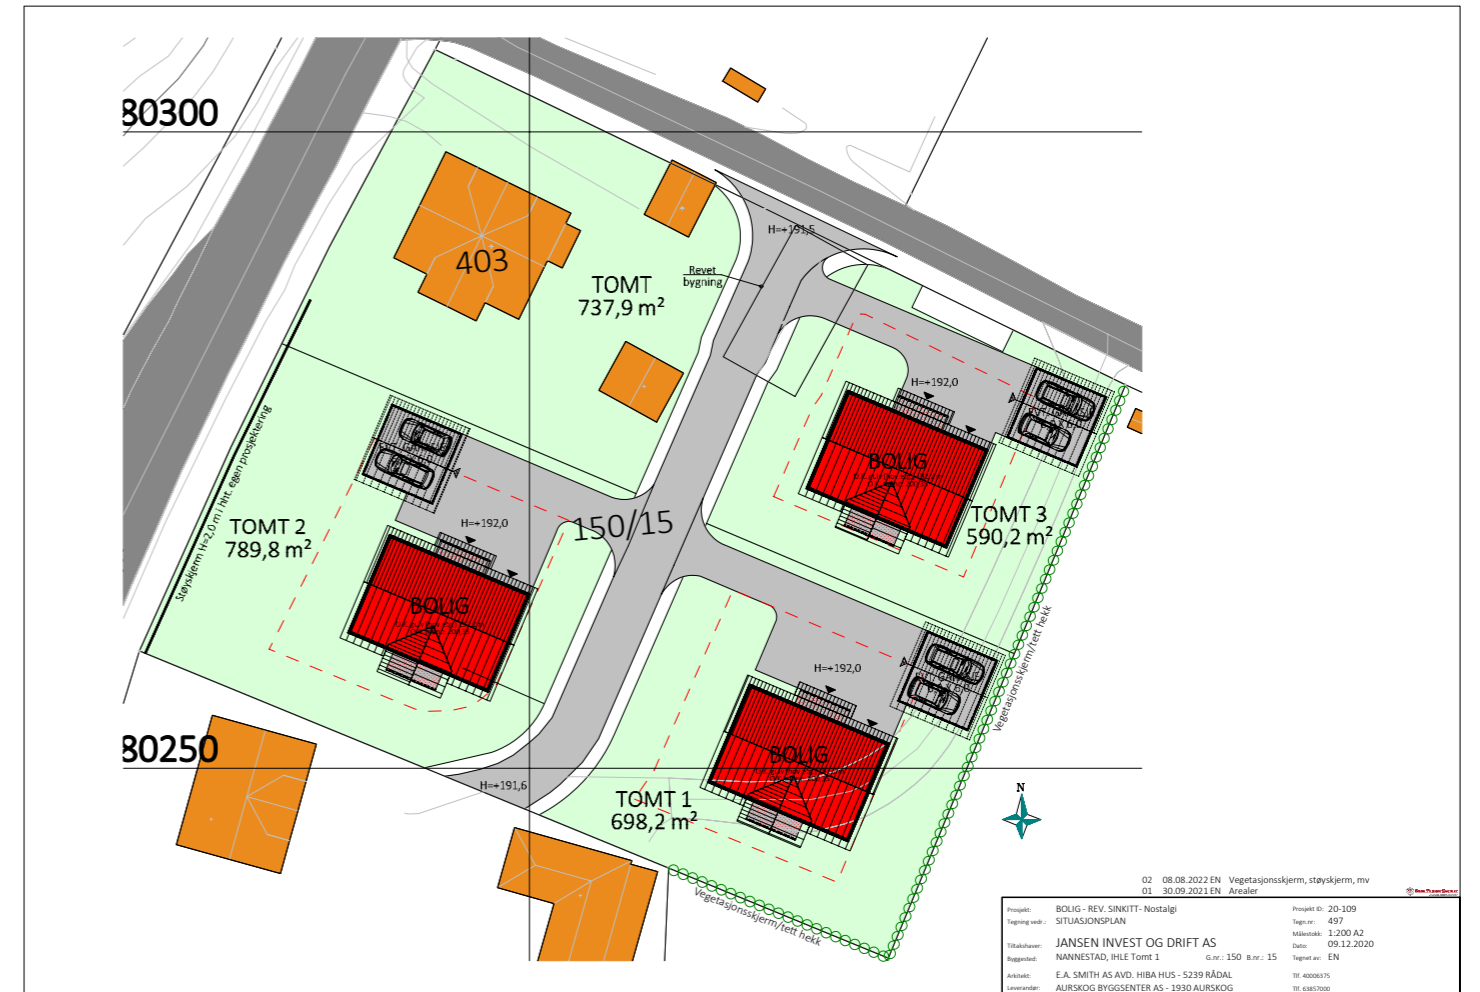 80300
H=+191,5
403
Revet
bygning
TOMT
737,9 m²
H=+192,0
Støyskjerm H=2,0 m i hht. egen prosjektering
BOLIG
TOMT 3
590,2 m²
150/15
H=+192,0
TOMT 2
789,8 m²
BOLIG
H=+192,0
Vegetasjonsskjerm/tett hekk
80250
BOLIG
H=+191,6
TOMT 1
698,2 m²
N
Vegetasjonsskjerm/tett hekk
02 08.08.2022 EN Vegetasjonsskjerm, støyskjerm, mv
01 30.09.2021 EN Arealer
Prosjekt: BOLIG - REV. SINKITT- Nostalgi Prosjekt ID: 20-109
Tegning vedr.: SITUASJONSPLAN Tegn.nr: 497
Målestokk: 1:200 A2
Tiltakshaver: JANSEN INVEST OG DRIFT AS Dato: 09.12.2020
Byggested: NANNESTAD, IHLE Tomt 1 G.nr.: 150 B.nr.: 15 Tegnet av: EN
Arkitekt: E.A. SMITH AS AVD. HIBA HUS - 5239 RÅDAL Tlf. 40006375
Leverandør: AURSKOG BYGGSENTER AS - 1930 AURSKOG Tlf. 63857000